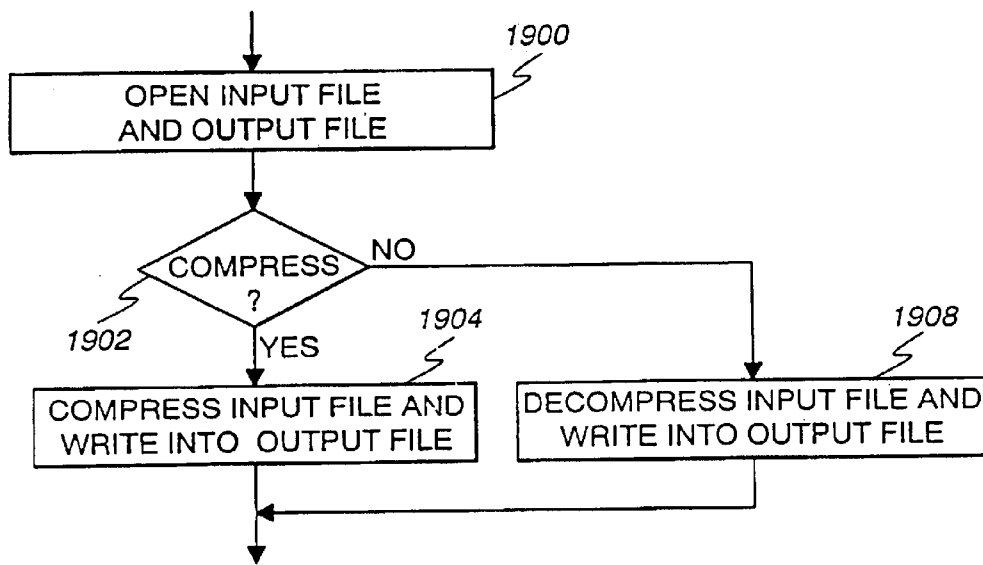 1900
OPEN INPUT FILE
AND OUTPUT FILE
COMPRESS
?
NO
1902
YES
1904
COMPRESS INPUT FILE AND
WRITE INTO OUTPUT FILE
1908
DECOMPRESS INPUT FILE AND
WRITE INTO OUTPUT FILE